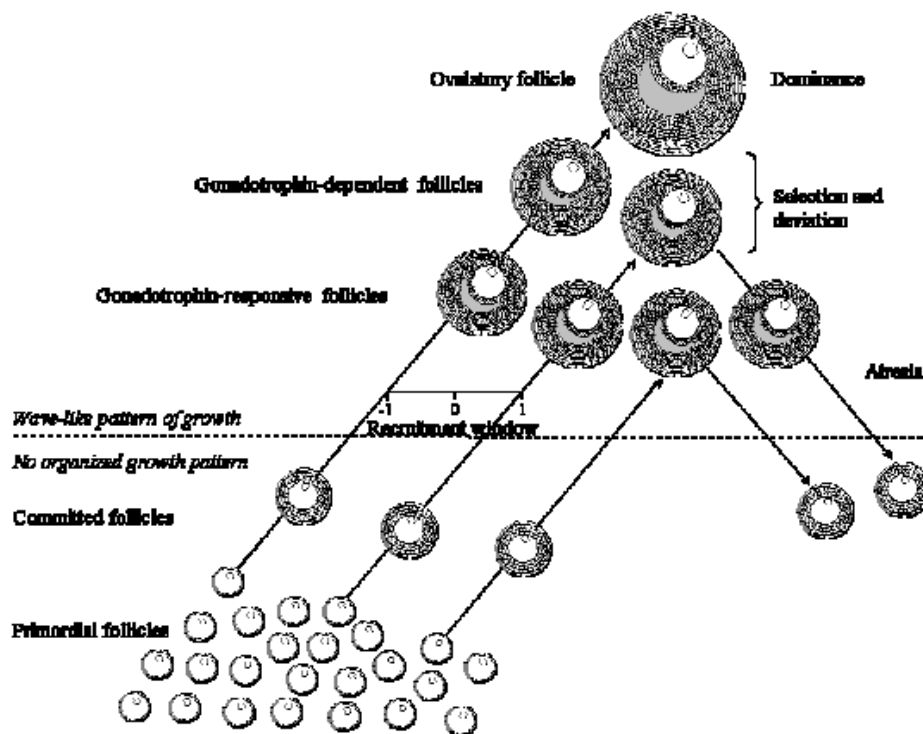 Ovulatory follicle
Dominance
Gonadotrophin-dependent follicles
Selection and
deviation
Gonadotrophin-responsive follicles
Atresia
Wave-like pattern of growth
-1 0 1
Recruitment window
No organized growth pattern
Committed follicles
Primordial follicles